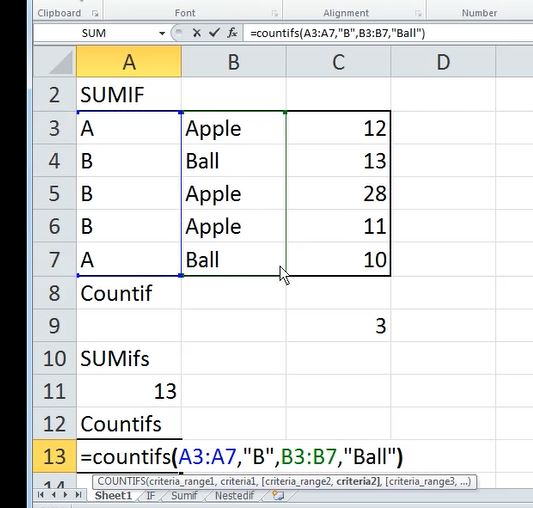 Clipboard Font Alignment Number
SUM =countifs(A3:A7,"B",B3:B7,"Ball")
A B C D
2 SUMIF
3 A Apple 12
4 B Ball 13
5 B Apple 28
6 B Apple 11
7 A Ball 10
8 Countif
9 3
10 SUMifs
11 13
12 Countifs
13 =countifs(A3:A7,"B",B3:B7,"Ball")
COUNTIFS(criteria_range1, criteria1, [criteria_range2, criteria2], [criteria_range3, ...)
14
Sheet1 IF Sumif Nestedif